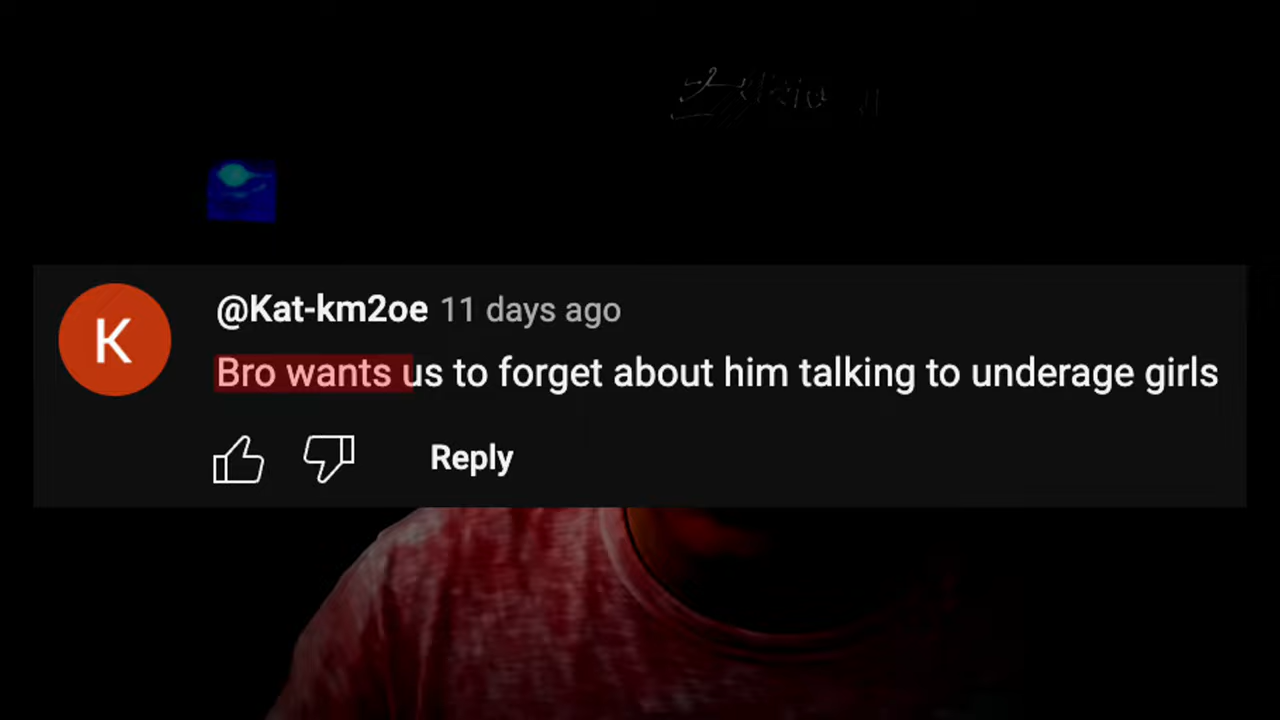 K
@Kat-km2oe 11 days ago
Bro wants us to forget about him talking to underage girls
Reply